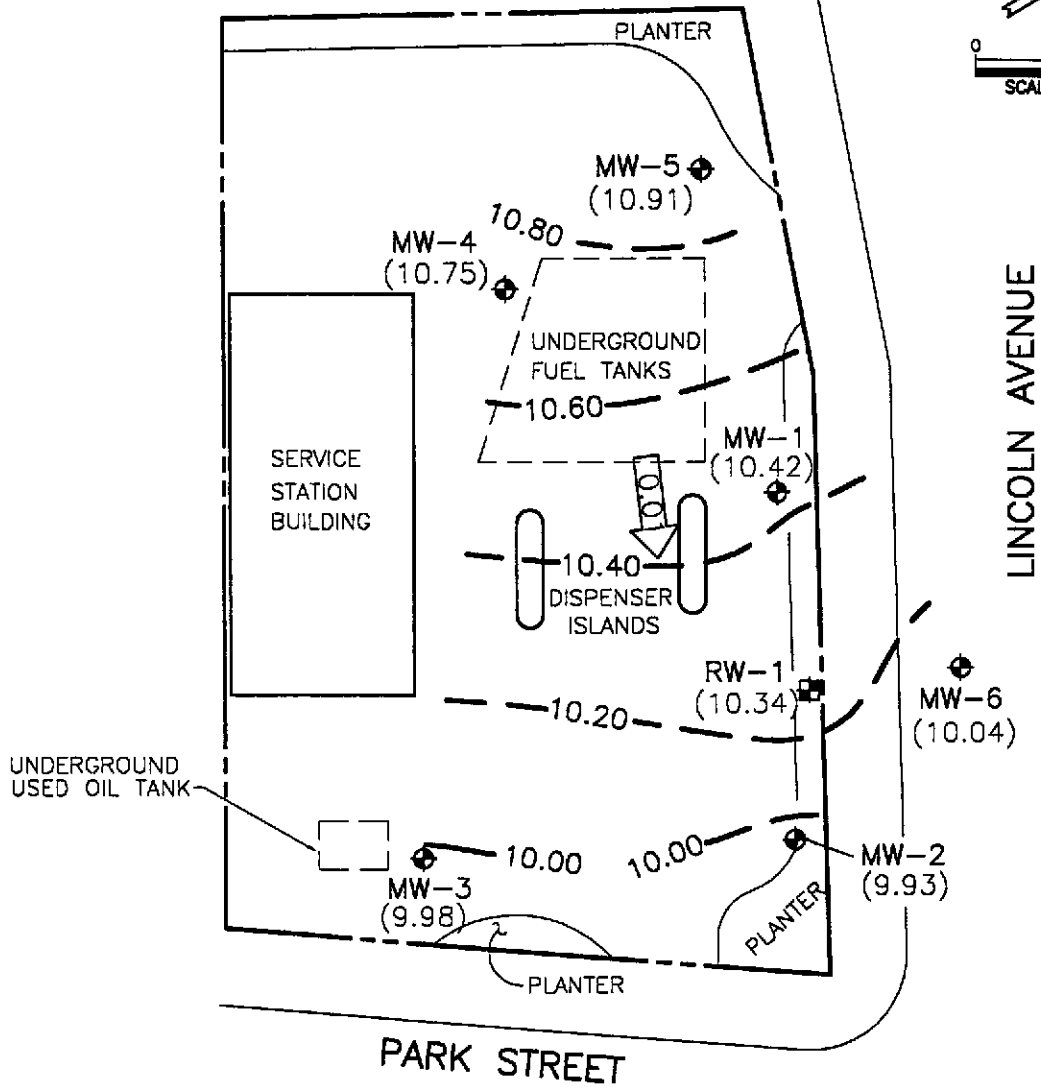 PLANTER
0
SCAL
MW-5
(10.91)
10.80
MW-4
(10.75)
UNDERGROUND
FUEL TANKS
10.60
LINCOLN AVENUE
MW-1
(10.42)
SERVICE
STATION
BUILDING
10.40
DISPENSER
ISLANDS
RW-1
(10.34)
MW-6
(10.04)
10.20
UNDERGROUND
USED OIL TANK
10.00
10.00
MW-2
(9.93)
MW-3
(9.98)
PLANTER
PLANTER
PARK STREET